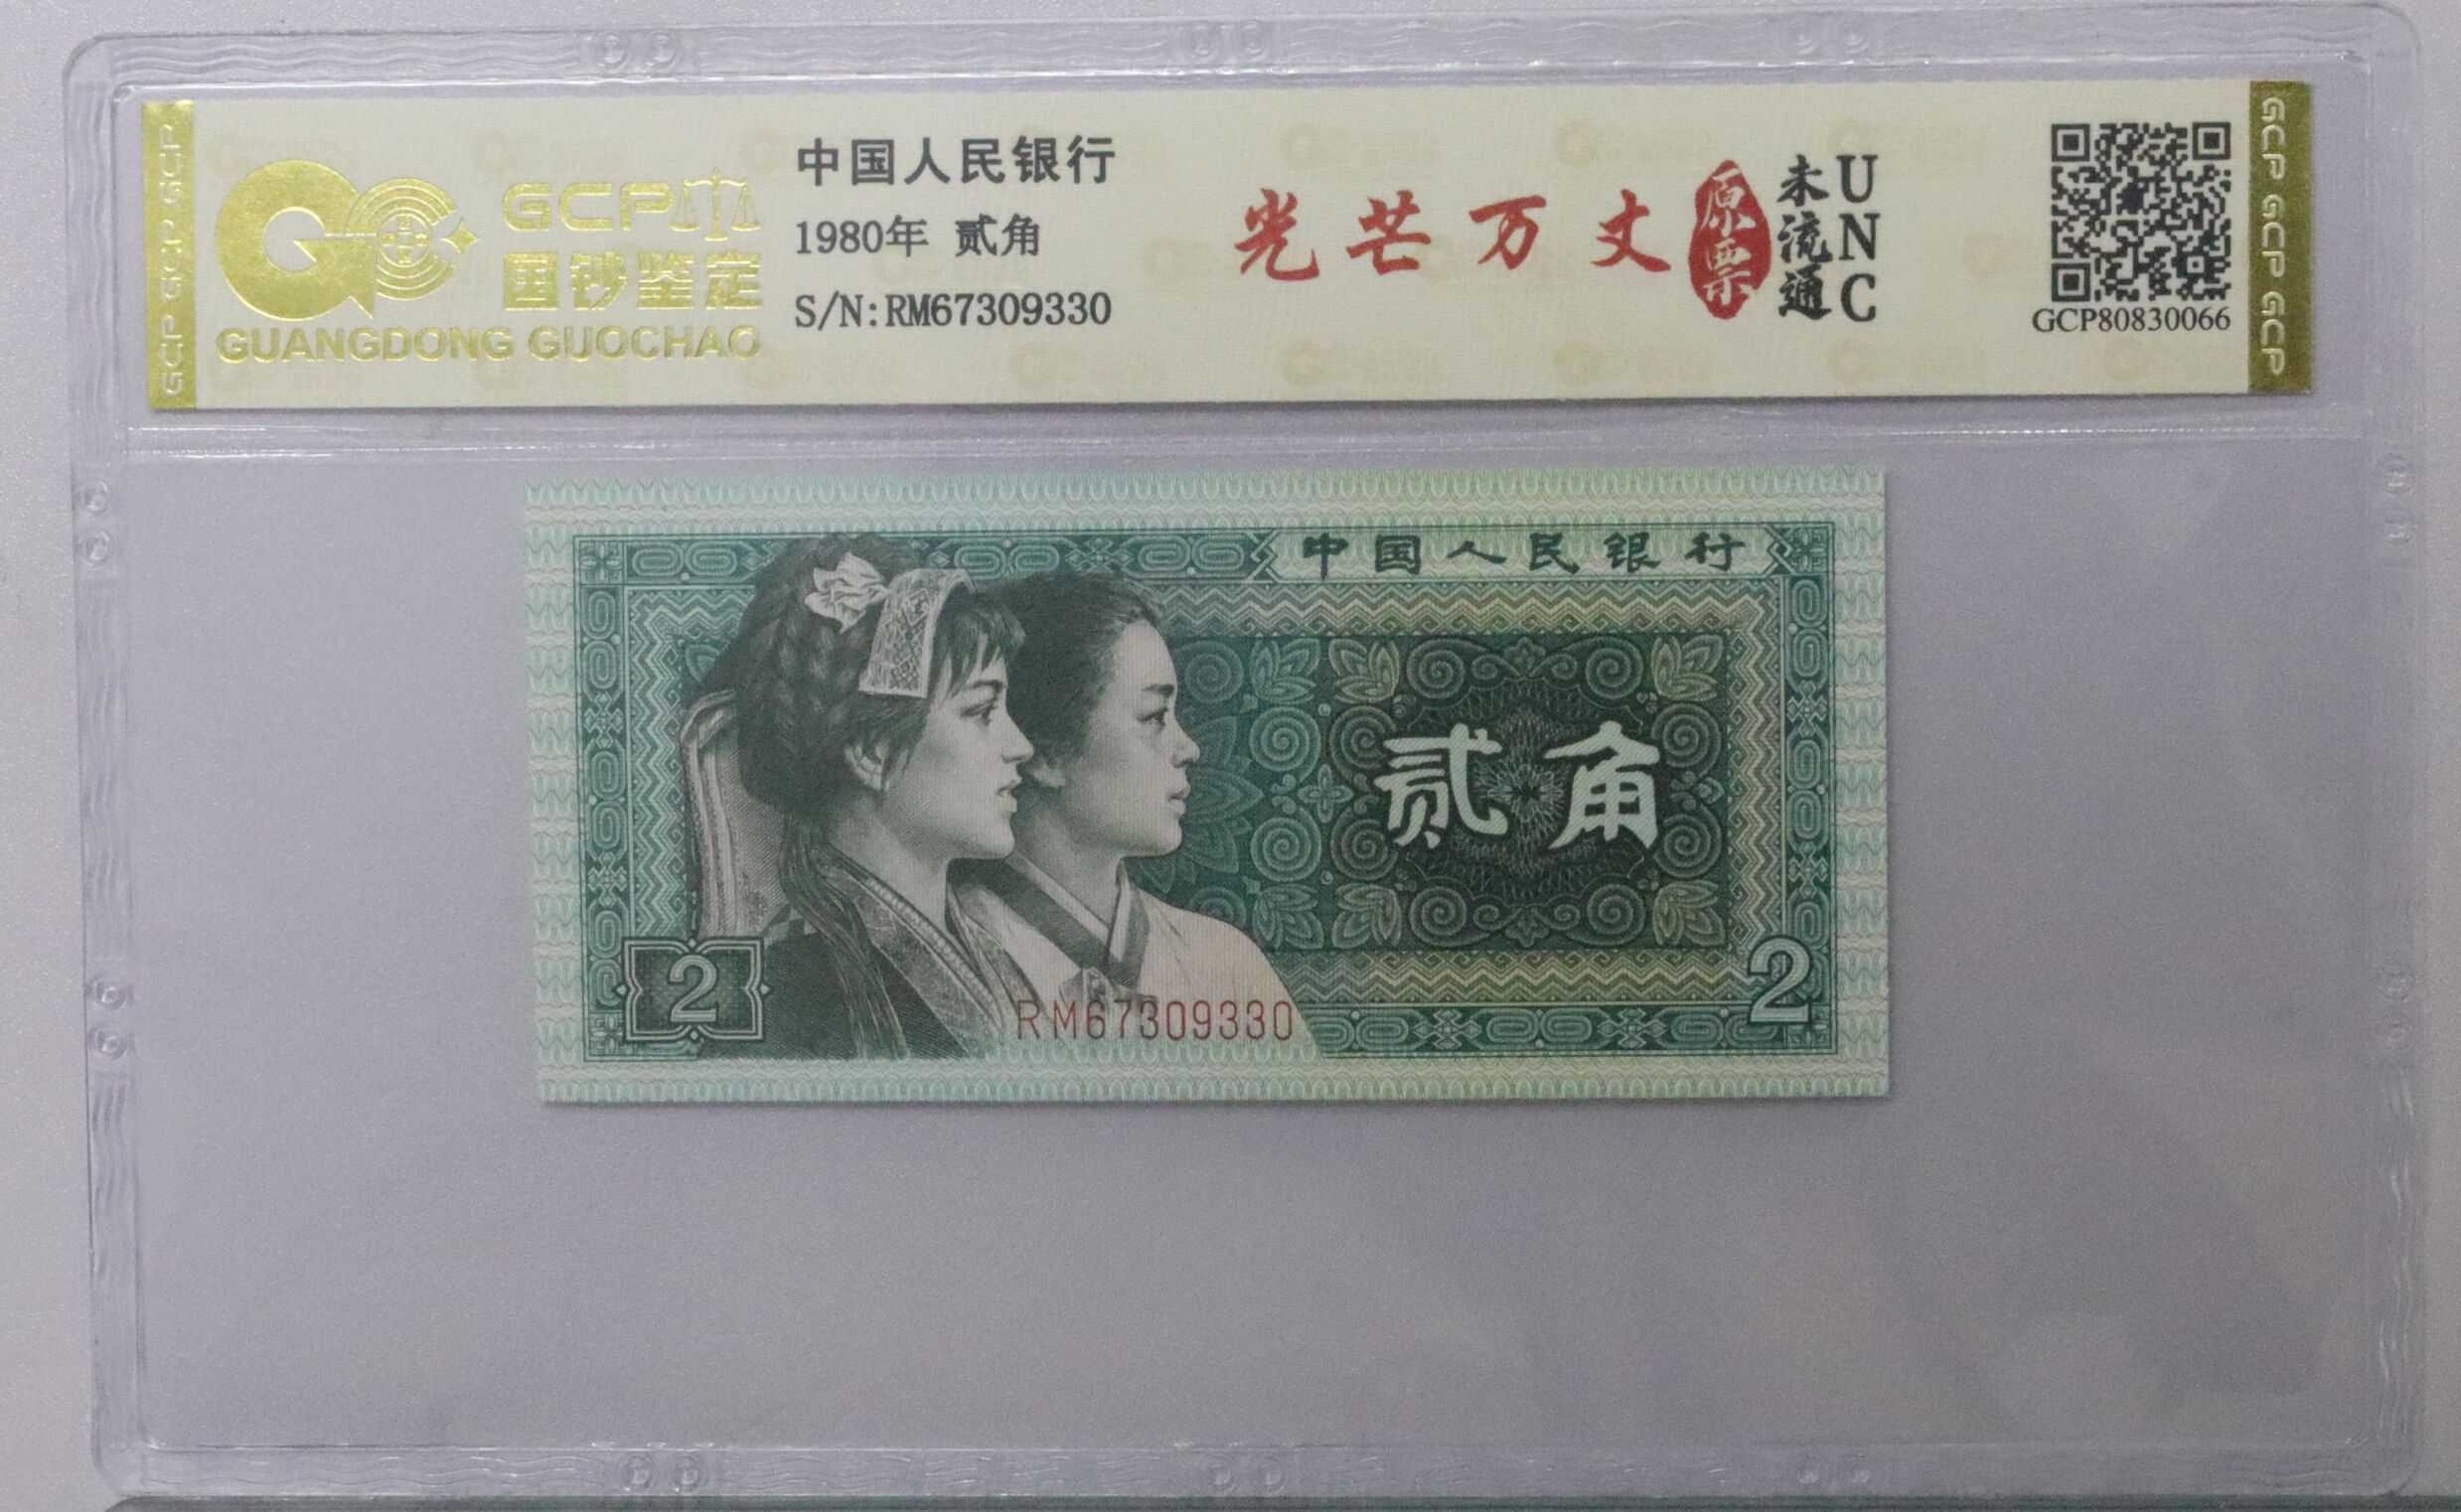 GCP GCP GCP
GCP
国钞鉴定
GUANGDONG GUOCHAO
中国人民银行
1980年 贰角
S/N:RM67309330
光芒万丈
原票
未流通
UNC
GCP80830066
GCP GCP GCP
中国人民银行
贰角
2
2
RM67309330